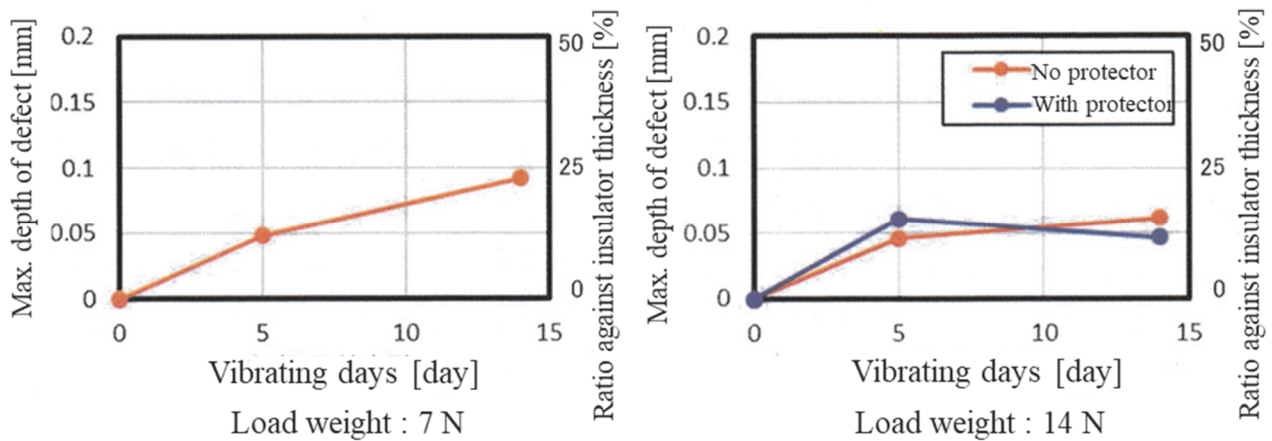 Max. depth of defect [mm]
0.2
0.15
0.1
0.05
0
0
5
10
15
50
25
0
Ratio against insulator thickness [%]
Vibrating days [day]
Load weight : 7 N
Max. depth of defect [mm]
0.2
0.15
0.1
0.05
0
0
5
10
15
No protector
With protector
50
25
0
Ratio against insulator thickness [%]
Vibrating days [day]
Load weight : 14 N